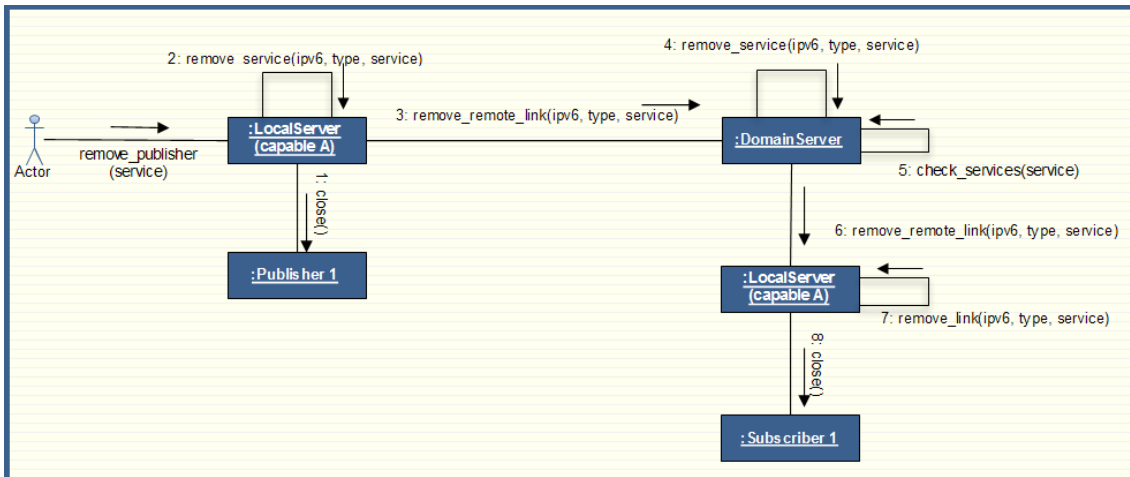 2: remove_service(ipv6, type, service)
4: remove_service(ipv6, type, service)
3: remove_remote_link(ipv6, type, service)
:LocalServer
(capable A)
:DomainServer
remove_publisher
(service)
Actor
5: check_services(service)
1: close()
6: remove_remote_link(ipv6, type, service)
:Publisher 1
:LocalServer
(capable A)
7: remove_link(ipv6, type, service)
8: close()
:Subscriber 1